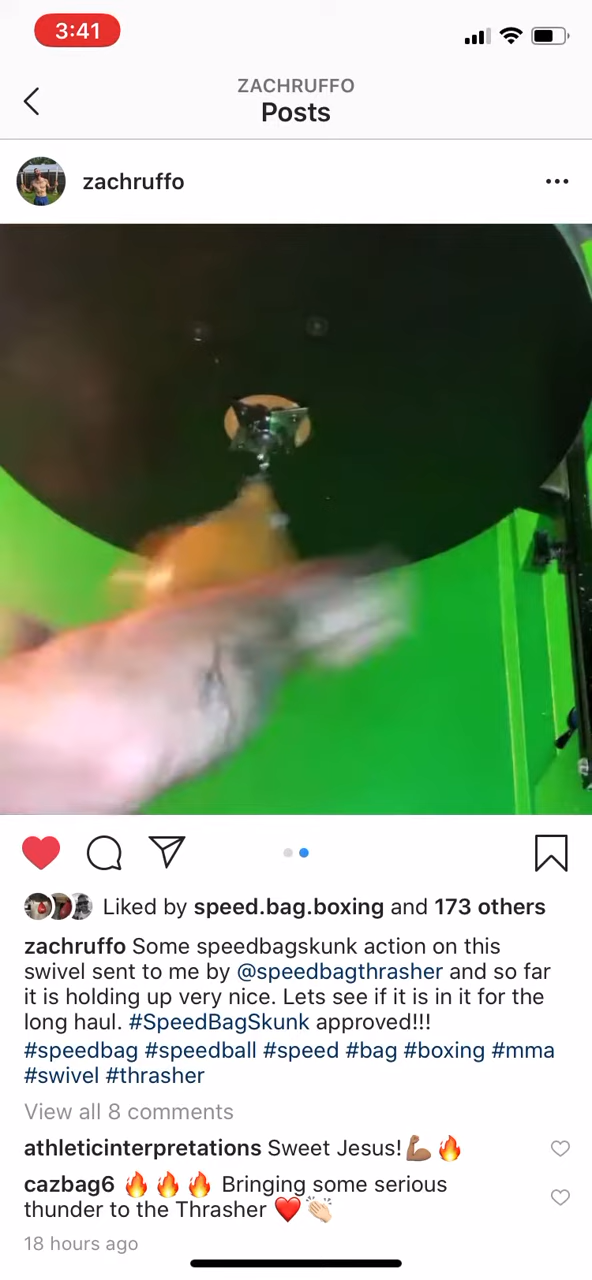 3:41
ZACHRUFFO
Posts
zachruffo
Liked by speed.bag.boxing and 173 others
zachruffo Some speedbagskunk action on this
swivel sent to me by @speedbagthrasher and so far
it is holding up very nice. Lets see if it is in it for the
long haul. #SpeedBagSkunk approved!!!
#speedbag #speedball #speed #bag #boxing #mma
#swivel #thrasher
View all 8 comments
athleticinterpretations Sweet Jesus!💪🏽🔥
cazbag6 🔥🔥🔥 Bringing some serious
thunder to the Thrasher ❤️👏🏻
18 hours ago